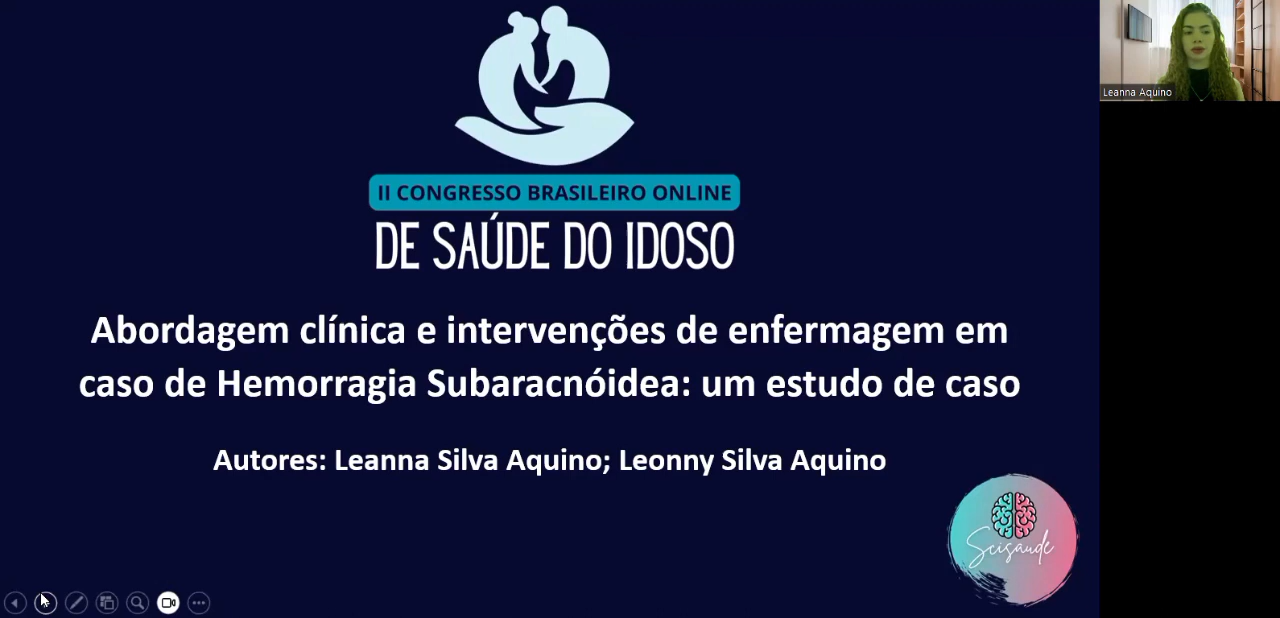 II CONGRESSO BRASILEIRO ONLINE
DE SAÚDE DO IDOSO
Abordagem clínica e intervenções de enfermagem em
caso de Hemorragia Subaracnóidea: um estudo de caso
Autores: Leanna Silva Aquino; Leonny Silva Aquino
Scisaude
Leanna Aquino